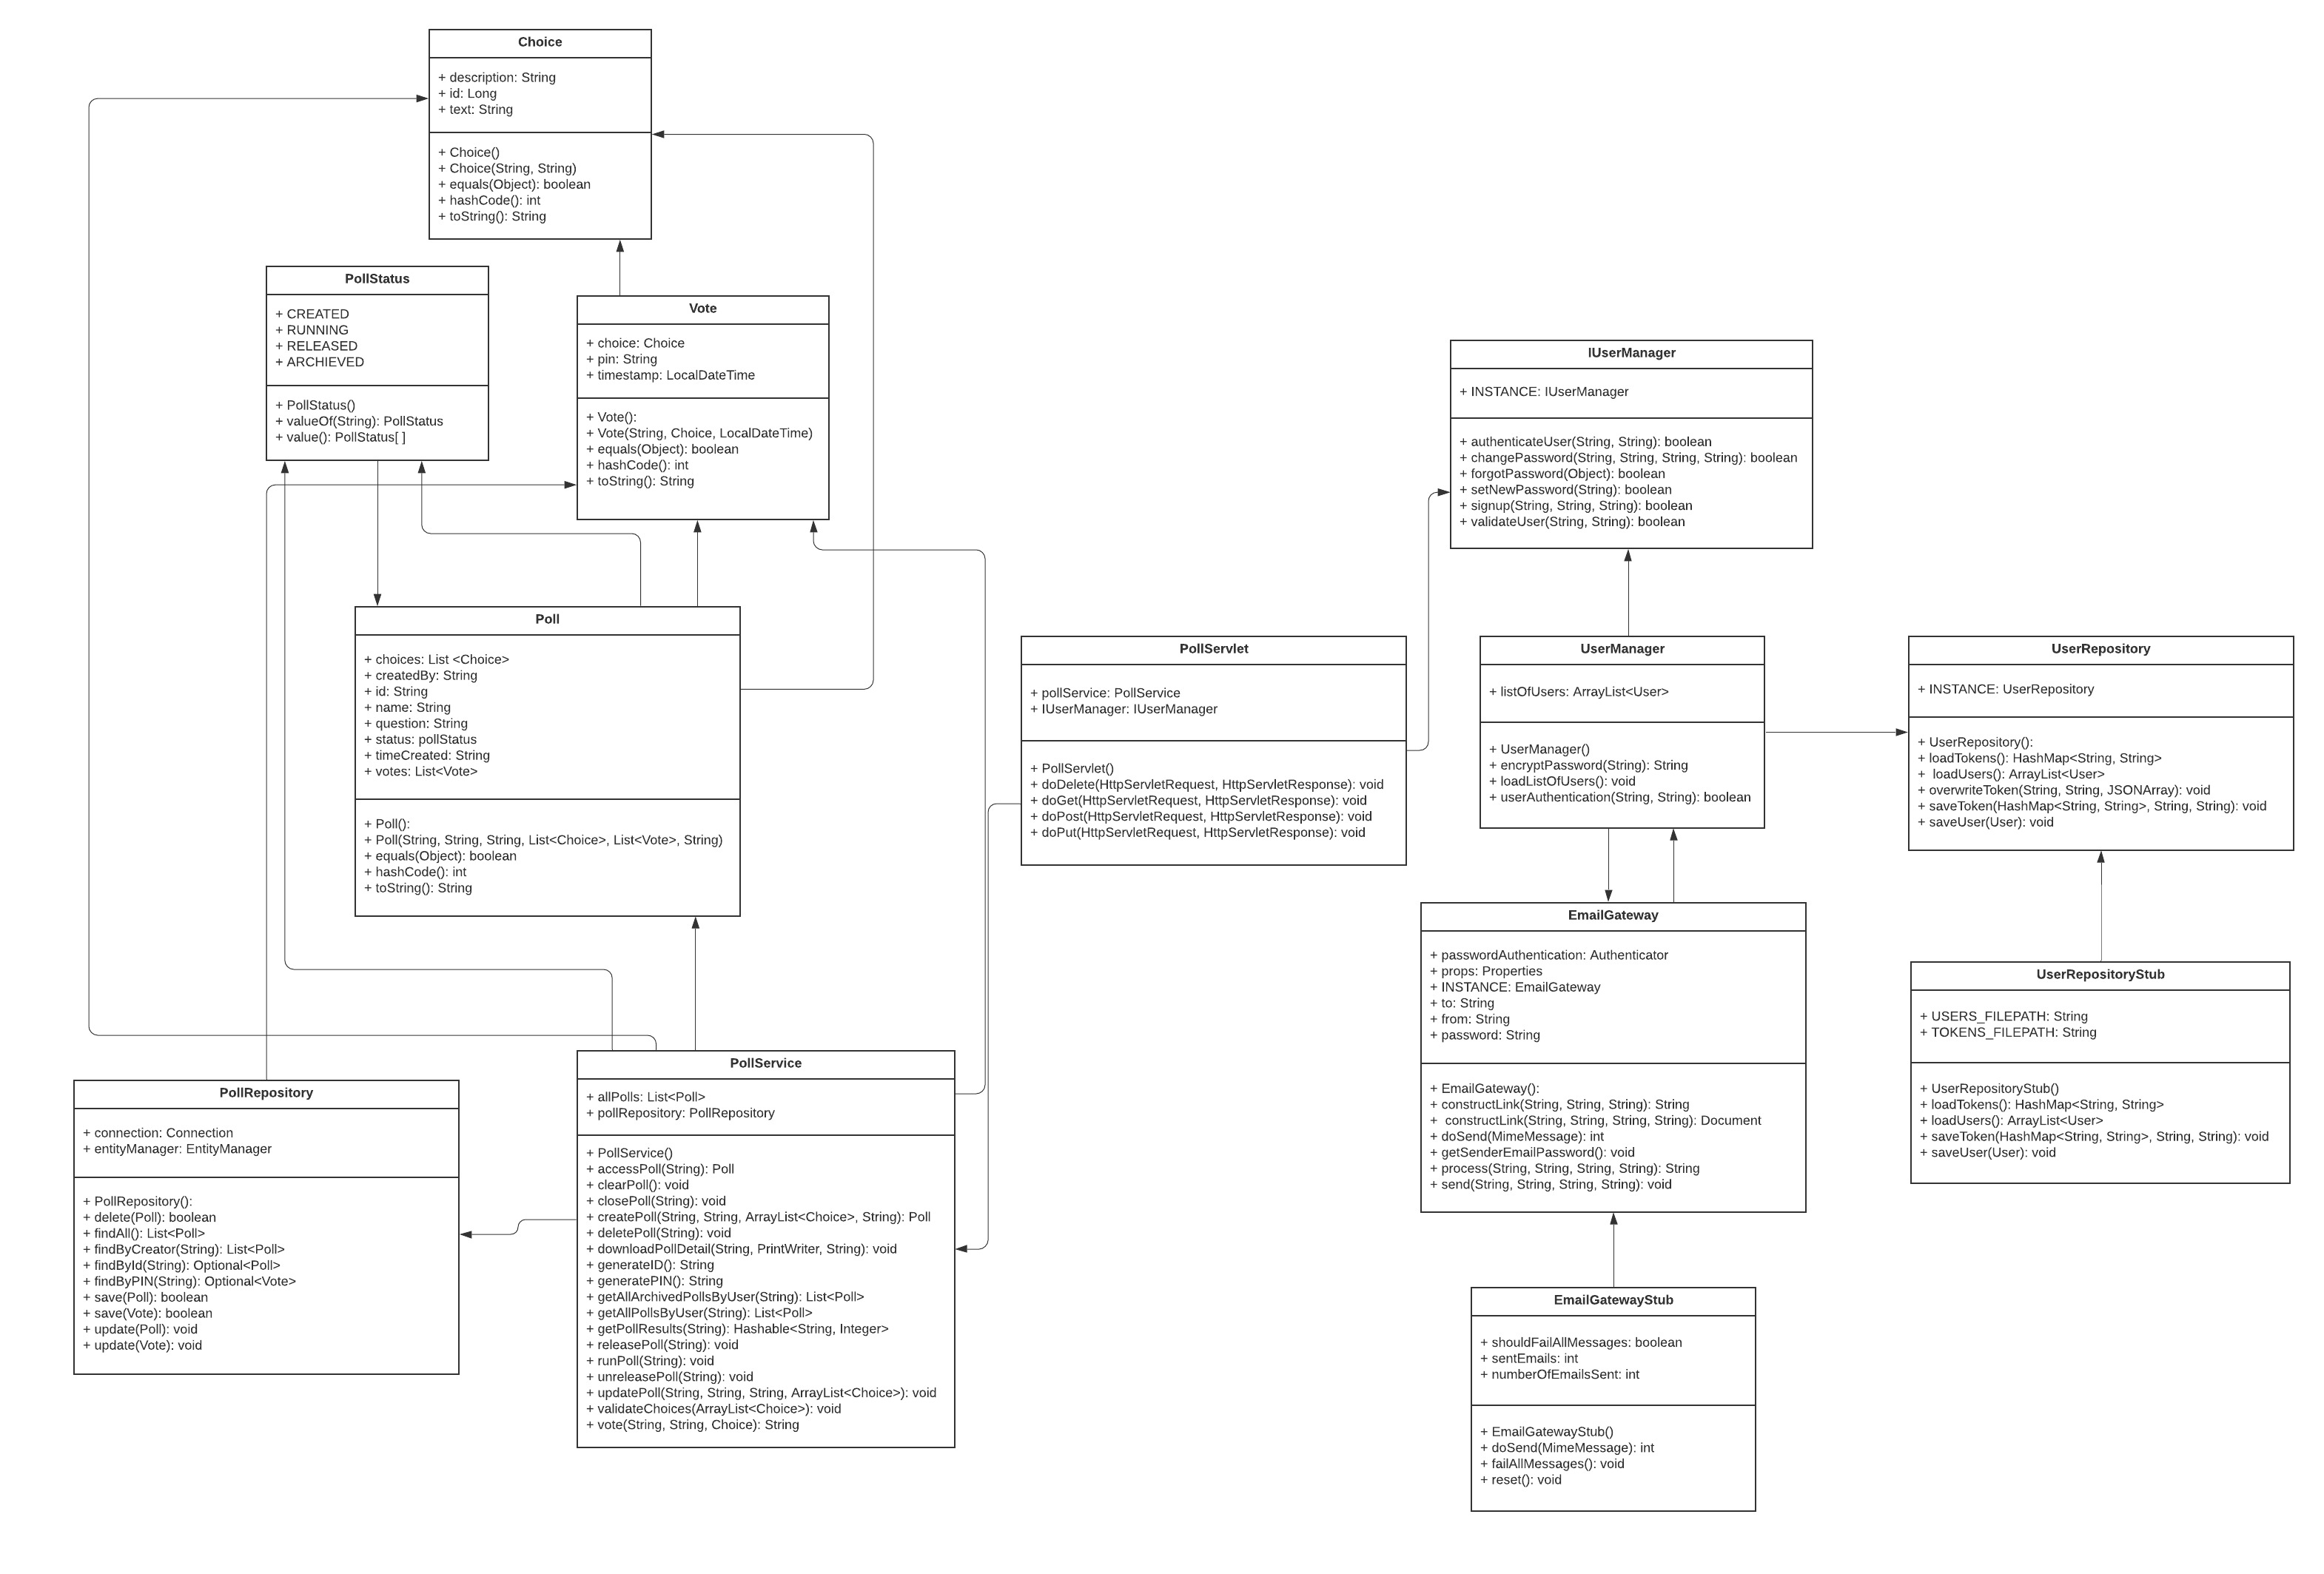 Choice
+ description: String
+ id: Long
+ text: String
+ Choice()
+ Choice(String, String)
+ equals(Object): boolean
+ hashCode(): int
+ toString(): String
PollStatus
+ CREATED
+ RUNNING
+ RELEASED
+ ARCHIEVED
+ PollStatus()
+ valueOf(String): PollStatus
+ value(): PollStatus[ ]
Vote
+ choice: Choice
+ pin: String
+ timestamp: LocalDateTime
+ Vote():
+ Vote(String, Choice, LocalDateTime)
+ equals(Object): boolean
+ hashCode(): int
+ toString(): String
IUserManager
+ INSTANCE: IUserManager
+ authenticateUser(String, String): boolean
+ changePassword(String, String, String, String): boolean
+ forgotPassword(Object): boolean
+ setNewPassword(String): boolean
+ signup(String, String, String): boolean
+ validateUser(String, String): boolean
Poll
+ choices: List <Choice>
+ createdBy: String
+ id: String
+ name: String
+ question: String
+ status: pollStatus
+ timeCreated: String
+ votes: List<Vote>
+ Poll():
+ Poll(String, String, String, List<Choice>, List<Vote>, String)
+ equals(Object): boolean
+ hashCode(): int
+ toString(): String
PollServlet
+ pollService: PollService
+ IUserManager: IUserManager
+ PollServlet()
+ doDelete(HttpServletRequest, HttpServletResponse): void
+ doGet(HttpServletRequest, HttpServletResponse): void
+ doPost(HttpServletRequest, HttpServletResponse): void
+ doPut(HttpServletRequest, HttpServletResponse): void
UserManager
+ listOfUsers: ArrayList<User>
+ UserManager()
+ encryptPassword(String): String
+ loadListOfUsers(): void
+ userAuthentication(String, String): boolean
UserRepository
+ INSTANCE: UserRepository
+ UserRepository():
+ loadTokens(): HashMap<String, String>
+  loadUsers(): ArrayList<User>
+ overwriteToken(String, String, JSONArray): void
+ saveToken(HashMap<String, String>, String, String): void
+ saveUser(User): void
EmailGateway
+ passwordAuthentication: Authenticator
+ props: Properties
+ INSTANCE: EmailGateway
+ to: String
+ from: String
+ password: String
+ EmailGateway():
+ constructLink(String, String, String): String
+  constructLink(String, String, String, String): Document
+ doSend(MimeMessage): int
+ getSenderEmailPassword(): void
+ process(String, String, String, String): String
+ send(String, String, String, String): void
UserRepositoryStub
+ USERS_FILEPATH: String
+ TOKENS_FILEPATH: String
+ UserRepositoryStub()
+ loadTokens(): HashMap<String, String>
+ loadUsers(): ArrayList<User>
+ saveToken(HashMap<String, String>, String, String): void
+ saveUser(User): void
PollRepository
+ connection: Connection
+ entityManager: EntityManager
+ PollRepository():
+ delete(Poll): boolean
+ findAll(): List<Poll>
+ findByCreator(String): List<Poll>
+ findById(String): Optional<Poll>
+ findByPIN(String): Optional<Vote>
+ save(Poll): boolean
+ save(Vote): boolean
+ update(Poll): void
+ update(Vote): void
PollService
+ allPolls: List<Poll>
+ pollRepository: PollRepository
+ PollService()
+ accessPoll(String): Poll
+ clearPoll(): void
+ closePoll(String): void
+ createPoll(String, String, ArrayList<Choice>, String): Poll
+ deletePoll(String): void
+ downloadPollDetail(String, PrintWriter, String): void
+ generateID(): String
+ generatePIN(): String
+ getAllArchivedPollsByUser(String): List<Poll>
+ getAllPollsByUser(String): List<Poll>
+ getPollResults(String): Hashable<String, Integer>
+ releasePoll(String): void
+ runPoll(String): void
+ unreleasePoll(String): void
+ updatePoll(String, String, String, ArrayList<Choice>): void
+ validateChoices(ArrayList<Choice>): void
+ vote(String, String, Choice): String
EmailGatewayStub
+ shouldFailAllMessages: boolean
+ sentEmails: int
+ numberOfEmailsSent: int
+ EmailGatewayStub()
+ doSend(MimeMessage): int
+ failAllMessages(): void
+ reset(): void